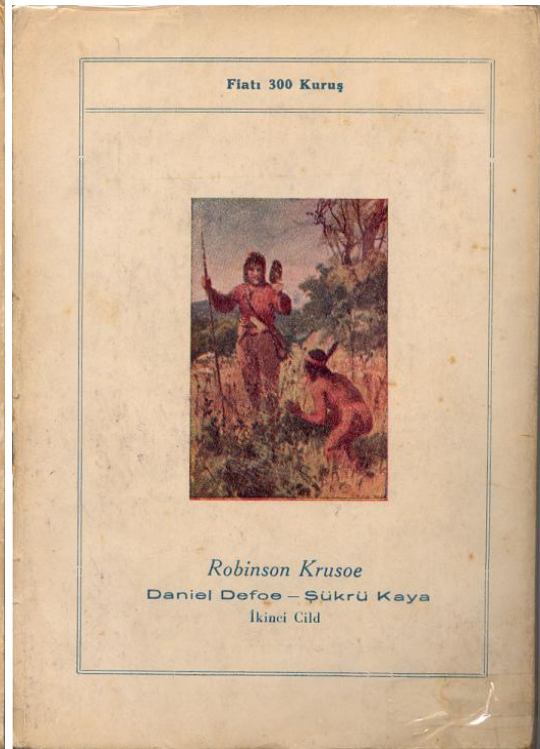 Fiatı 300 Kuruş
Robinson Krusoe
Daniel Defoe – Şükrü Kaya
İkinci Cild